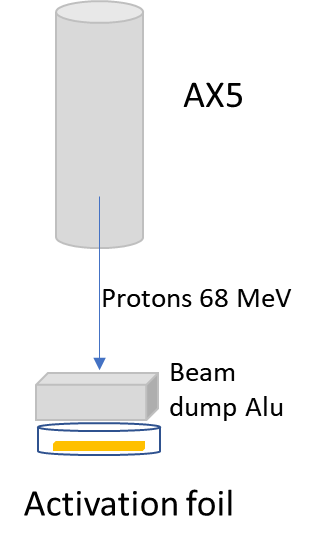 AX5
Protons 68 MeV
Beam
dump Alu
Activation foil